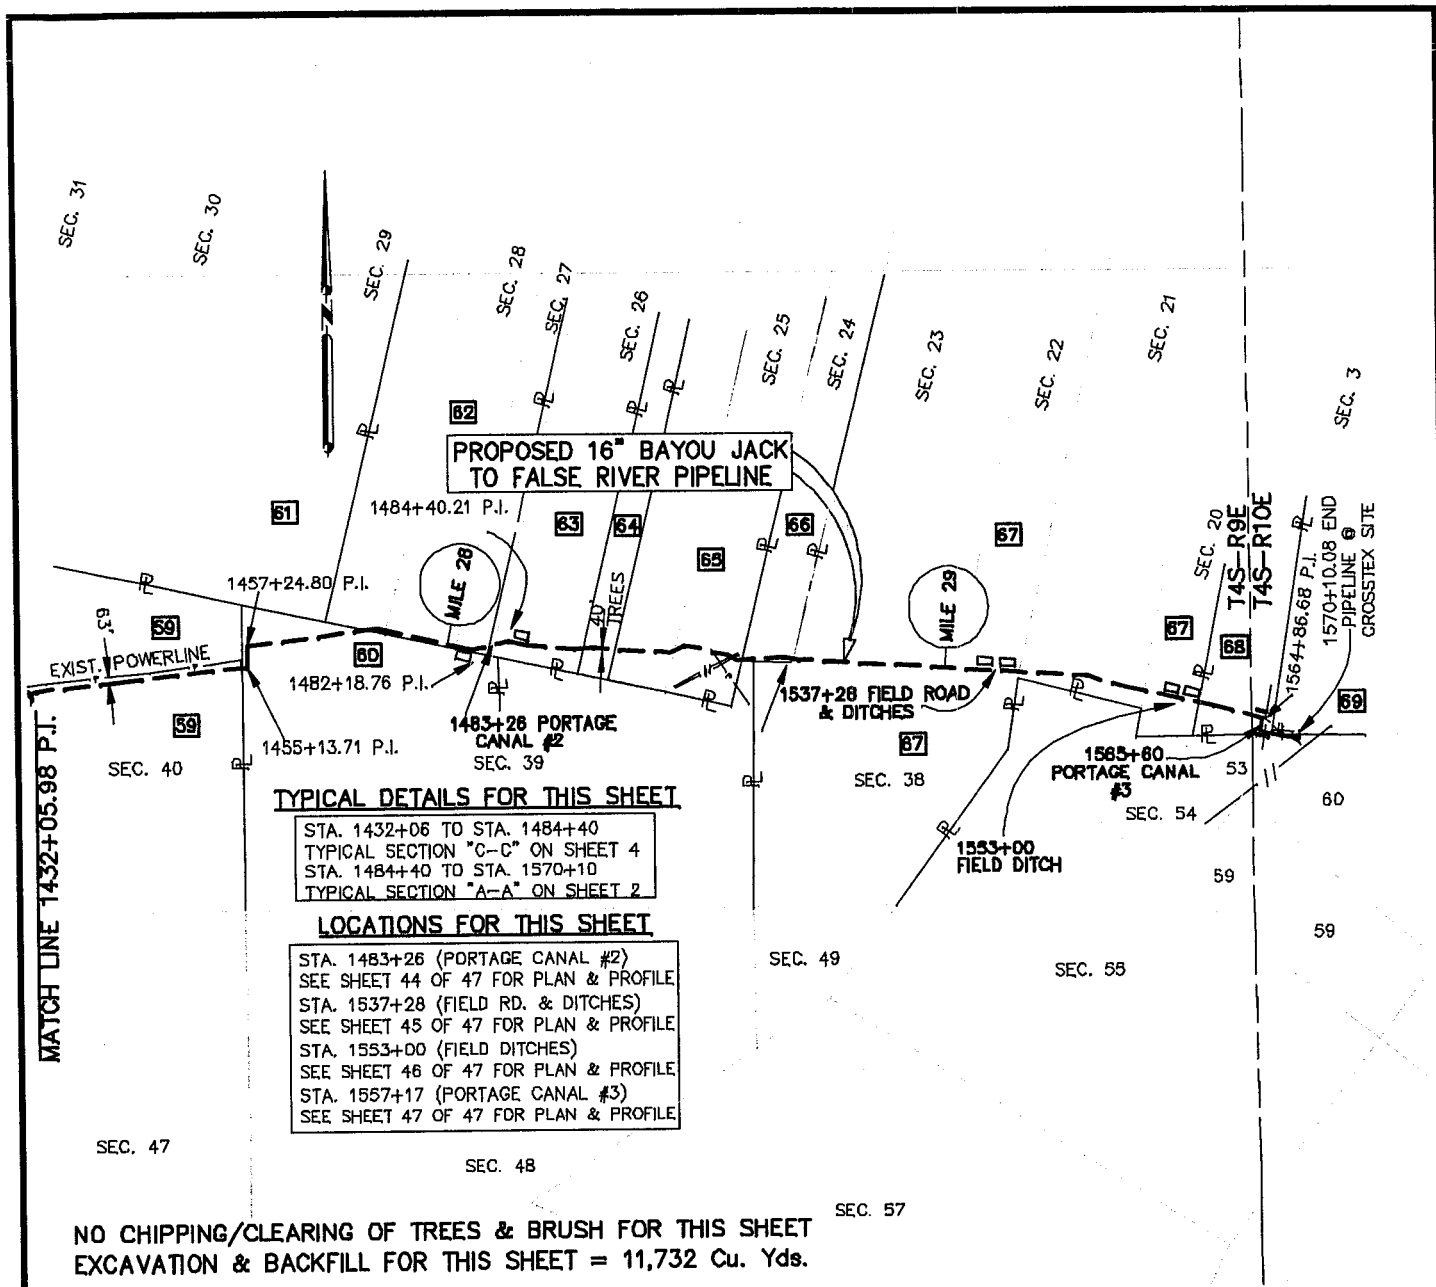 SEC. 31
SEC. 30
SEC. 29
SEC. 28
SEC. 27
SEC. 26
SEC. 25
SEC. 24
SEC. 23
SEC. 22
SEC. 21
SEC. 3
N
62
PROPOSED 16" BAYOU JACK
TO FALSE RIVER PIPELINE
61
1484+40.21 P.I.
63
64
65
66
67
SEC. 20
T4S-R9E
T4S-R10E
1564+86.68 P.I.
1570+10.08 END
PIPELINE @
CROSSTEX SITE
1457+24.80 P.I.
MILE 28
40'
TREES
MILE 29
63'
59
EXIST. POWERLINE
60
1482+18.76 P.I.
67
68
69
59
1455+13.71 P.I.
1483+26 PORTAGE
CANAL #2
1537+28 FIELD ROAD
& DITCHES
67
SEC. 40
SEC. 39
SEC. 38
1565+60
PORTAGE CANAL
#3
53
SEC. 54
60
1553+00
FIELD DITCH
59
59
MATCH LINE 1432+05.98 P.I.
TYPICAL DETAILS FOR THIS SHEET
STA. 1432+06 TO STA. 1484+40
TYPICAL SECTION "C-C" ON SHEET 4
STA. 1484+40 TO STA. 1570+10
TYPICAL SECTION "A-A" ON SHEET 2
LOCATIONS FOR THIS SHEET
STA. 1483+26 (PORTAGE CANAL #2)
SEE SHEET 44 OF 47 FOR PLAN & PROFILE
STA. 1537+28 (FIELD RD. & DITCHES)
SEE SHEET 45 OF 47 FOR PLAN & PROFILE
STA. 1553+00 (FIELD DITCHES)
SEE SHEET 46 OF 47 FOR PLAN & PROFILE
STA. 1557+17 (PORTAGE CANAL #3)
SEE SHEET 47 OF 47 FOR PLAN & PROFILE
SEC. 49
SEC. 55
SEC. 47
SEC. 48
SEC. 57
NO CHIPPING/CLEARING OF TREES & BRUSH FOR THIS SHEET
EXCAVATION & BACKFILL FOR THIS SHEET = 11,732 Cu. Yds.